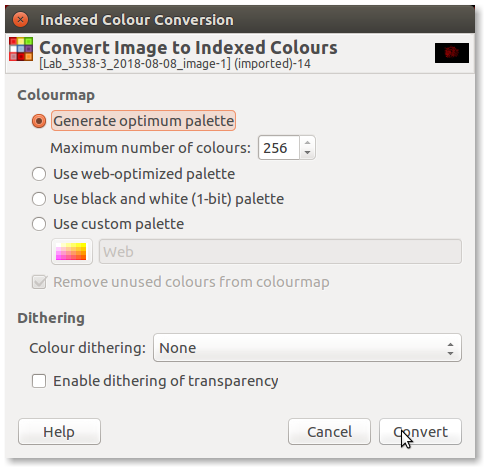 Indexed Colour Conversion
Convert Image to Indexed Colours
[Lab_3538-3_2018-08-08_image-1] (imported)-14
Colourmap
Generate optimum palette
Maximum number of colours: 256
Use web-optimized palette
Use black and white (1-bit) palette
Use custom palette
Web
Remove unused colours from colourmap
Dithering
Colour dithering: None
Enable dithering of transparency
Help Cancel Convert